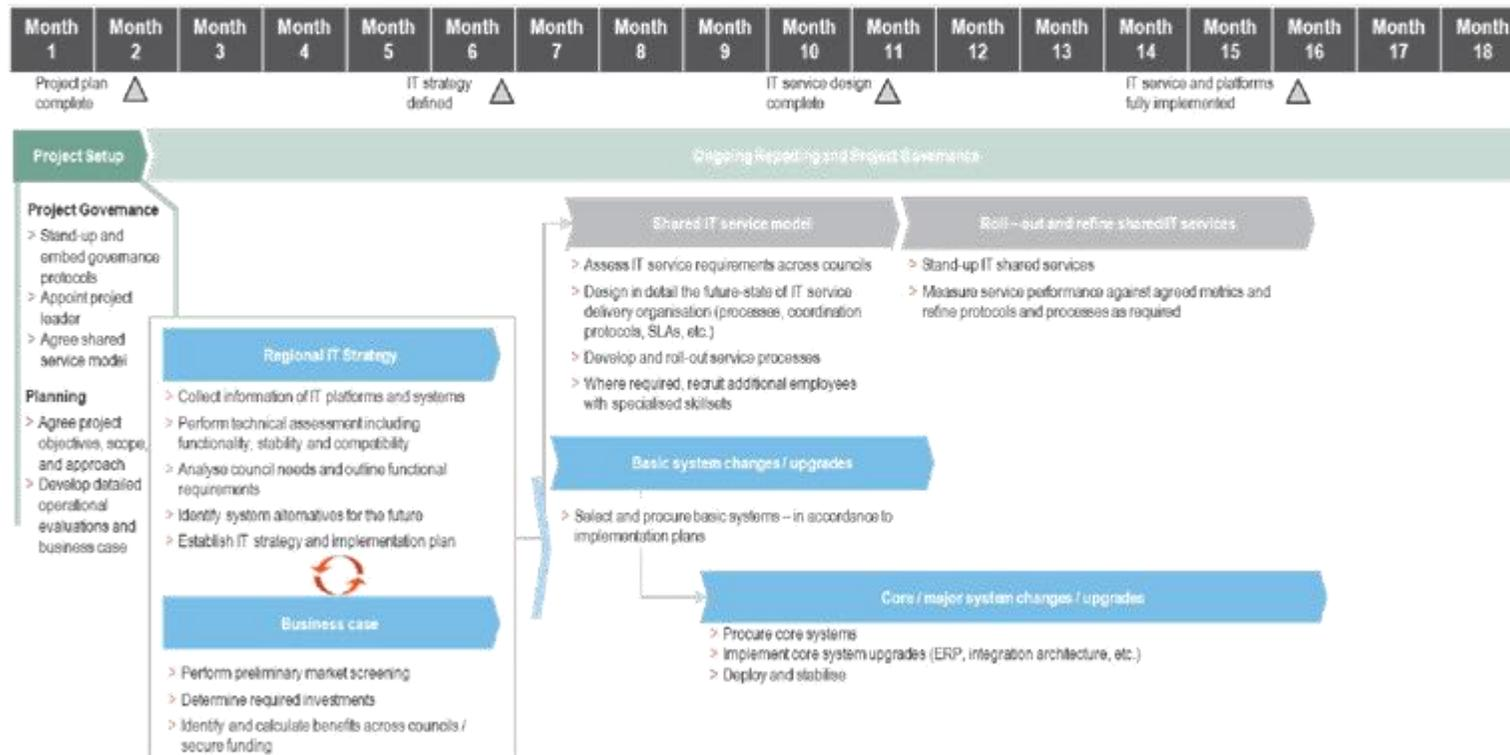 Month 1
Month 2
Month 3
Month 4
Month 5
Month 6
Month 7
Month 8
Month 9
Month 10
Month 11
Month 12
Month 13
Month 14
Month 15
Month 16
Month 17
Month 18
Project plan
complete
IT strategy
defined
IT service design
complete
IT service and platforms
fully implemented
Project Setup
Ongoing Reporting and Project Governance
Project Governance
> Stand-up and
embed governance
protocols
> Appoint project
leader
> Agree shared
service model
Planning
> Agree project
objectives, scope,
and approach
> Develop detailed
operational
evaluations and
business case
Regional IT Strategy
> Collect information of IT platforms and systems
> Perform technical assessment including
functionality, stability and compatibility
> Analyse council needs and outline functional
requirements
> Identify system alternatives for the future
> Establish IT strategy and implementation plan
Business case
> Perform preliminary market screening
> Determine required investments
> Identify and calculate benefits across councils /
secure funding
Shared IT service model
> Assess IT service requirements across councils
> Design in detail the future-state of IT service
delivery organisation (processes, coordination
protocols, SLAs, etc.)
> Develop and roll-out service processes
> Where required, recruit additional employees
with specialised skillsets
Roll – out and refine shared IT services
> Stand-up IT shared services
> Measure service performance against agreed metrics and
refine protocols and processes as required
Basic system changes / upgrades
> Select and procure basic systems – in accordance to
implementation plans
Core / major system changes / upgrades
> Procure core systems
> Implement core system upgrades (ERP, integration architecture, etc.)
> Deploy and stabilise